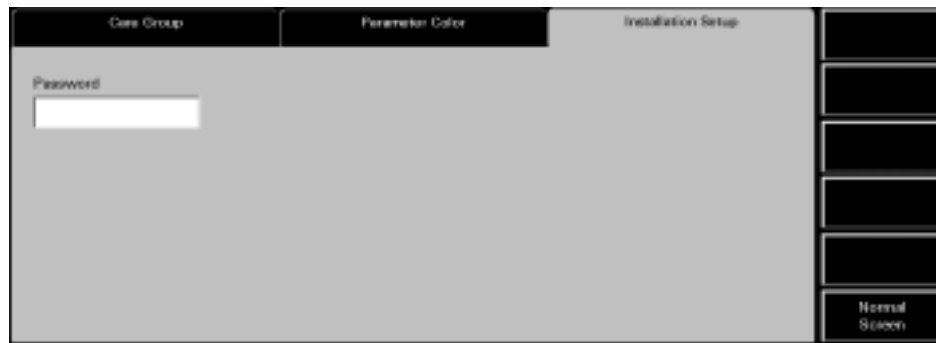 Care Group
Parameter Color
Installation Setup
Password
Normal
Screen